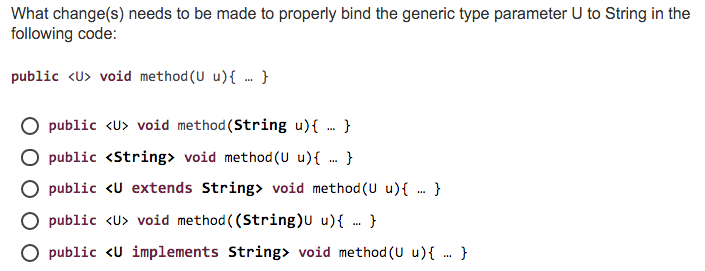 What change(s) needs to be made to properly bind the generic type parameter U to String in the
following code:
public <U> void method(U u){ … }
public <U> void method(String u){ … }
public <String> void method(U u){ … }
public <U extends String> void method(U u){ … }
public <U> void method((String)U u){ … }
public <U implements String> void method(U u){ … }